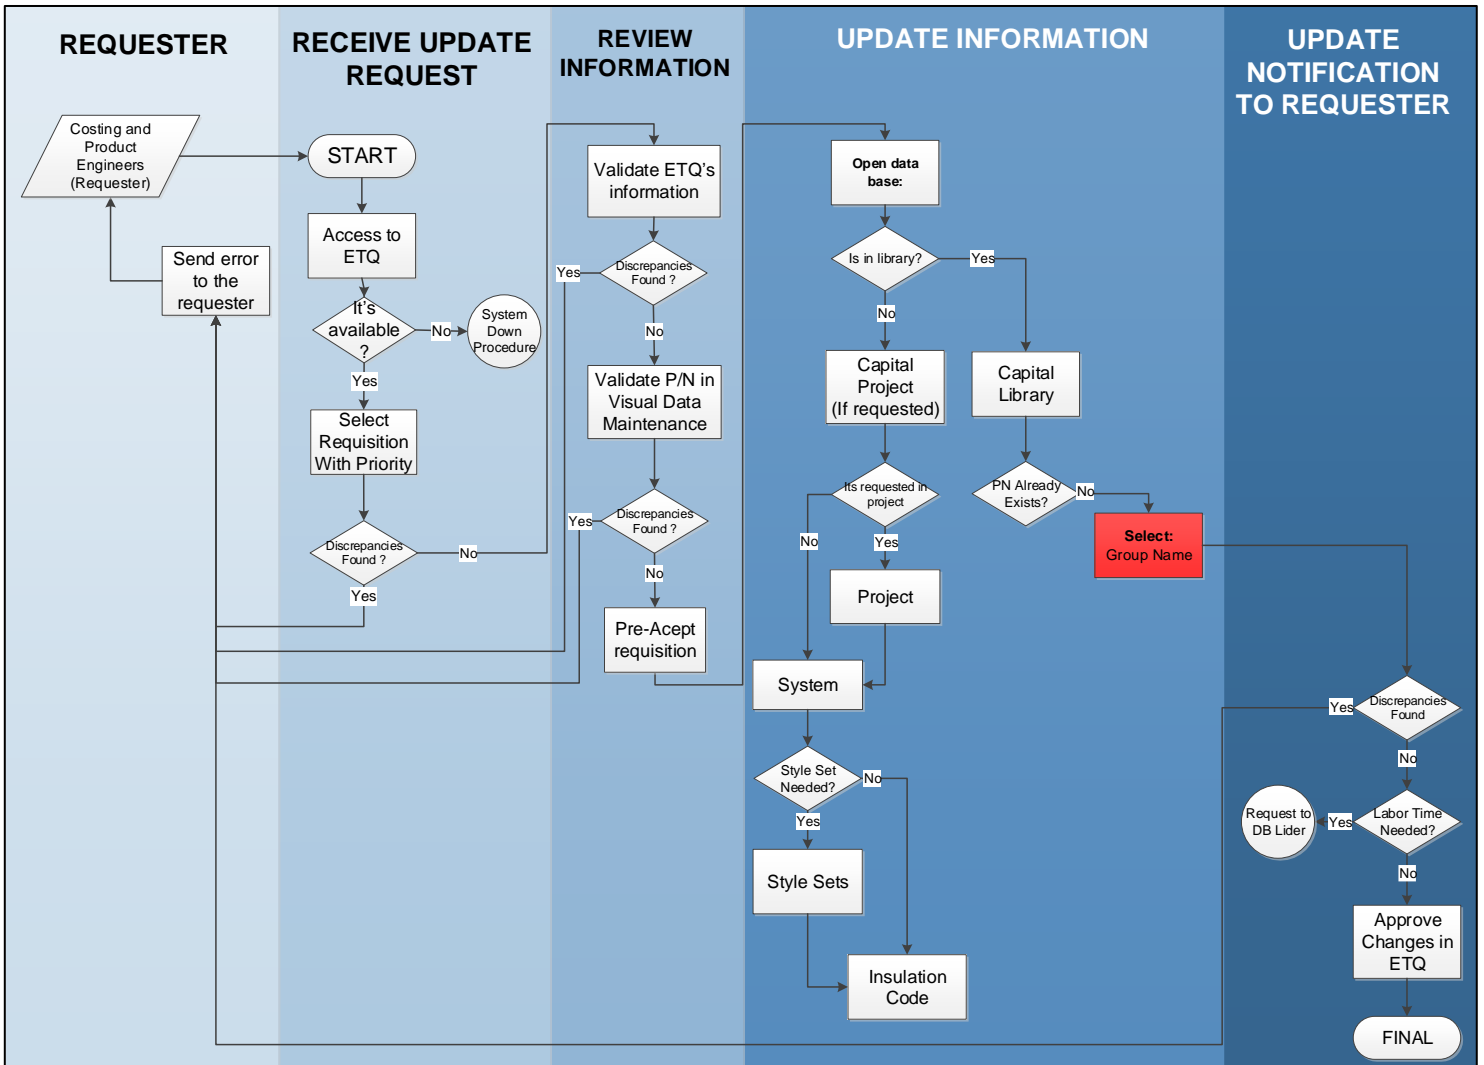 REQUESTER
RECEIVE UPDATE
REQUEST
REVIEW
INFORMATION
UPDATE INFORMATION
UPDATE
NOTIFICATION
TO REQUESTER
Costing and
Product
Engineers
(Requester)
Send error
to the
requester
START
Access to
ETQ
It's
available
?
No
System
Down
Procedure
Yes
Select
Requisition
With Priority
Discrepancies
Found ?
No
Yes
Validate ETQ's
information
Discrepancies
Found ?
Yes
No
Validate P/N in
Visual Data
Maintenance
Discrepancies
Found ?
Yes
No
Pre-Acept
requisition
Open data
base:
Is in library?
Yes
No
Capital
Project
(If requested)
Capital
Library
Its requested in
project
No
Yes
PN Already
Exists?
No
Select:
Group Name
Project
System
Style Set
Needed?
No
Yes
Style Sets
Insulation
Code
Discrepancies
Found
Yes
No
Labor Time
Needed?
Yes
Request to
DB Lider
No
Approve
Changes in
ETQ
FINAL